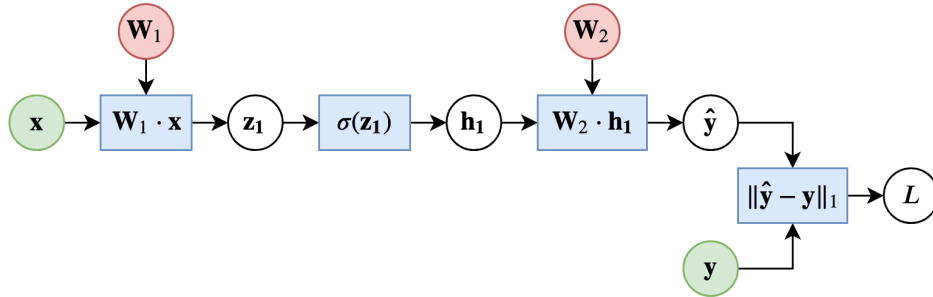 W₁
W₂
x
W₁ · x
z₁
σ(z₁)
h₁
W₂ · h₁
ŷ
‖ŷ − y‖₁
L
y